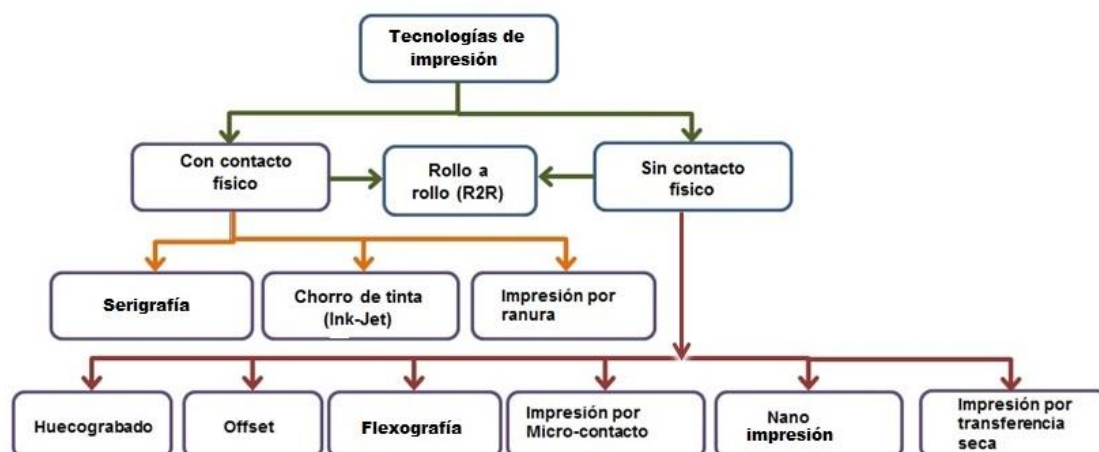 Tecnologías de
impresión
Con contacto
físico
Rollo a
rollo (R2R)
Sin contacto
físico
Serigrafía
Chorro de tinta
(Ink-Jet)
Impresión por
ranura
Huecograbado
Offset
Flexografía
Impresión por
Micro-contacto
Nano
impresión
Impresión por
transferencia
seca